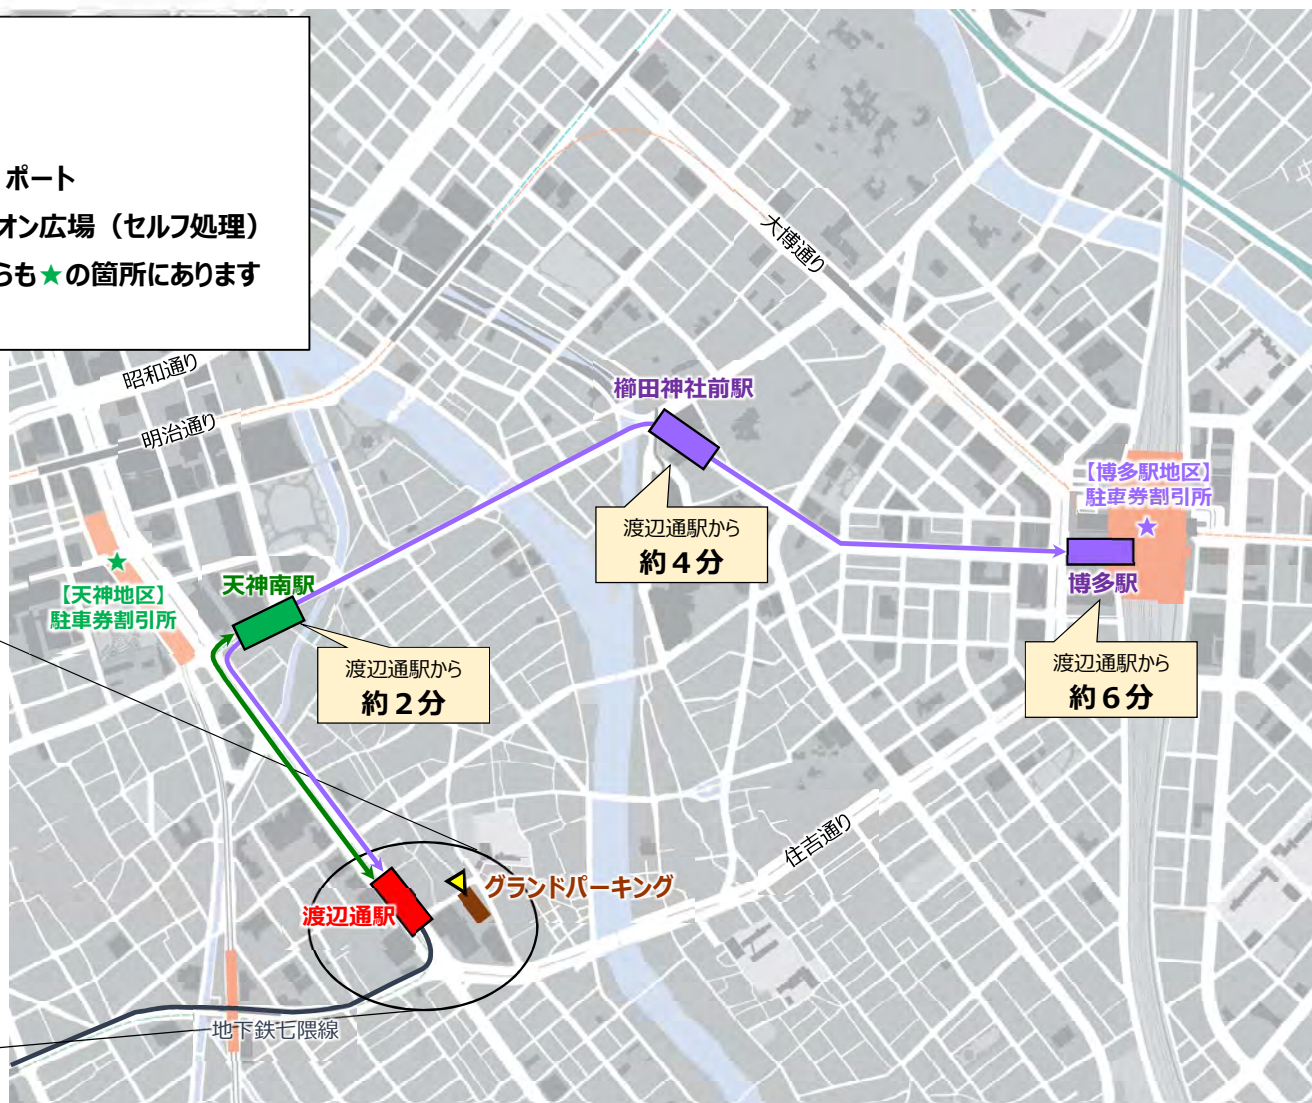 ポート
オン広場（セルフ処理）
らも★の箇所にあります
大博通り
昭和通り
明治通り
櫛田神社前駅
渡辺通駅から
約４分
【博多駅地区】
駐車券割引所
★
博多駅
渡辺通駅から
約６分
★
【天神地区】
駐車券割引所
天神南駅
渡辺通駅から
約２分
住吉通り
グランドパーキング
渡辺通駅
地下鉄七隈線